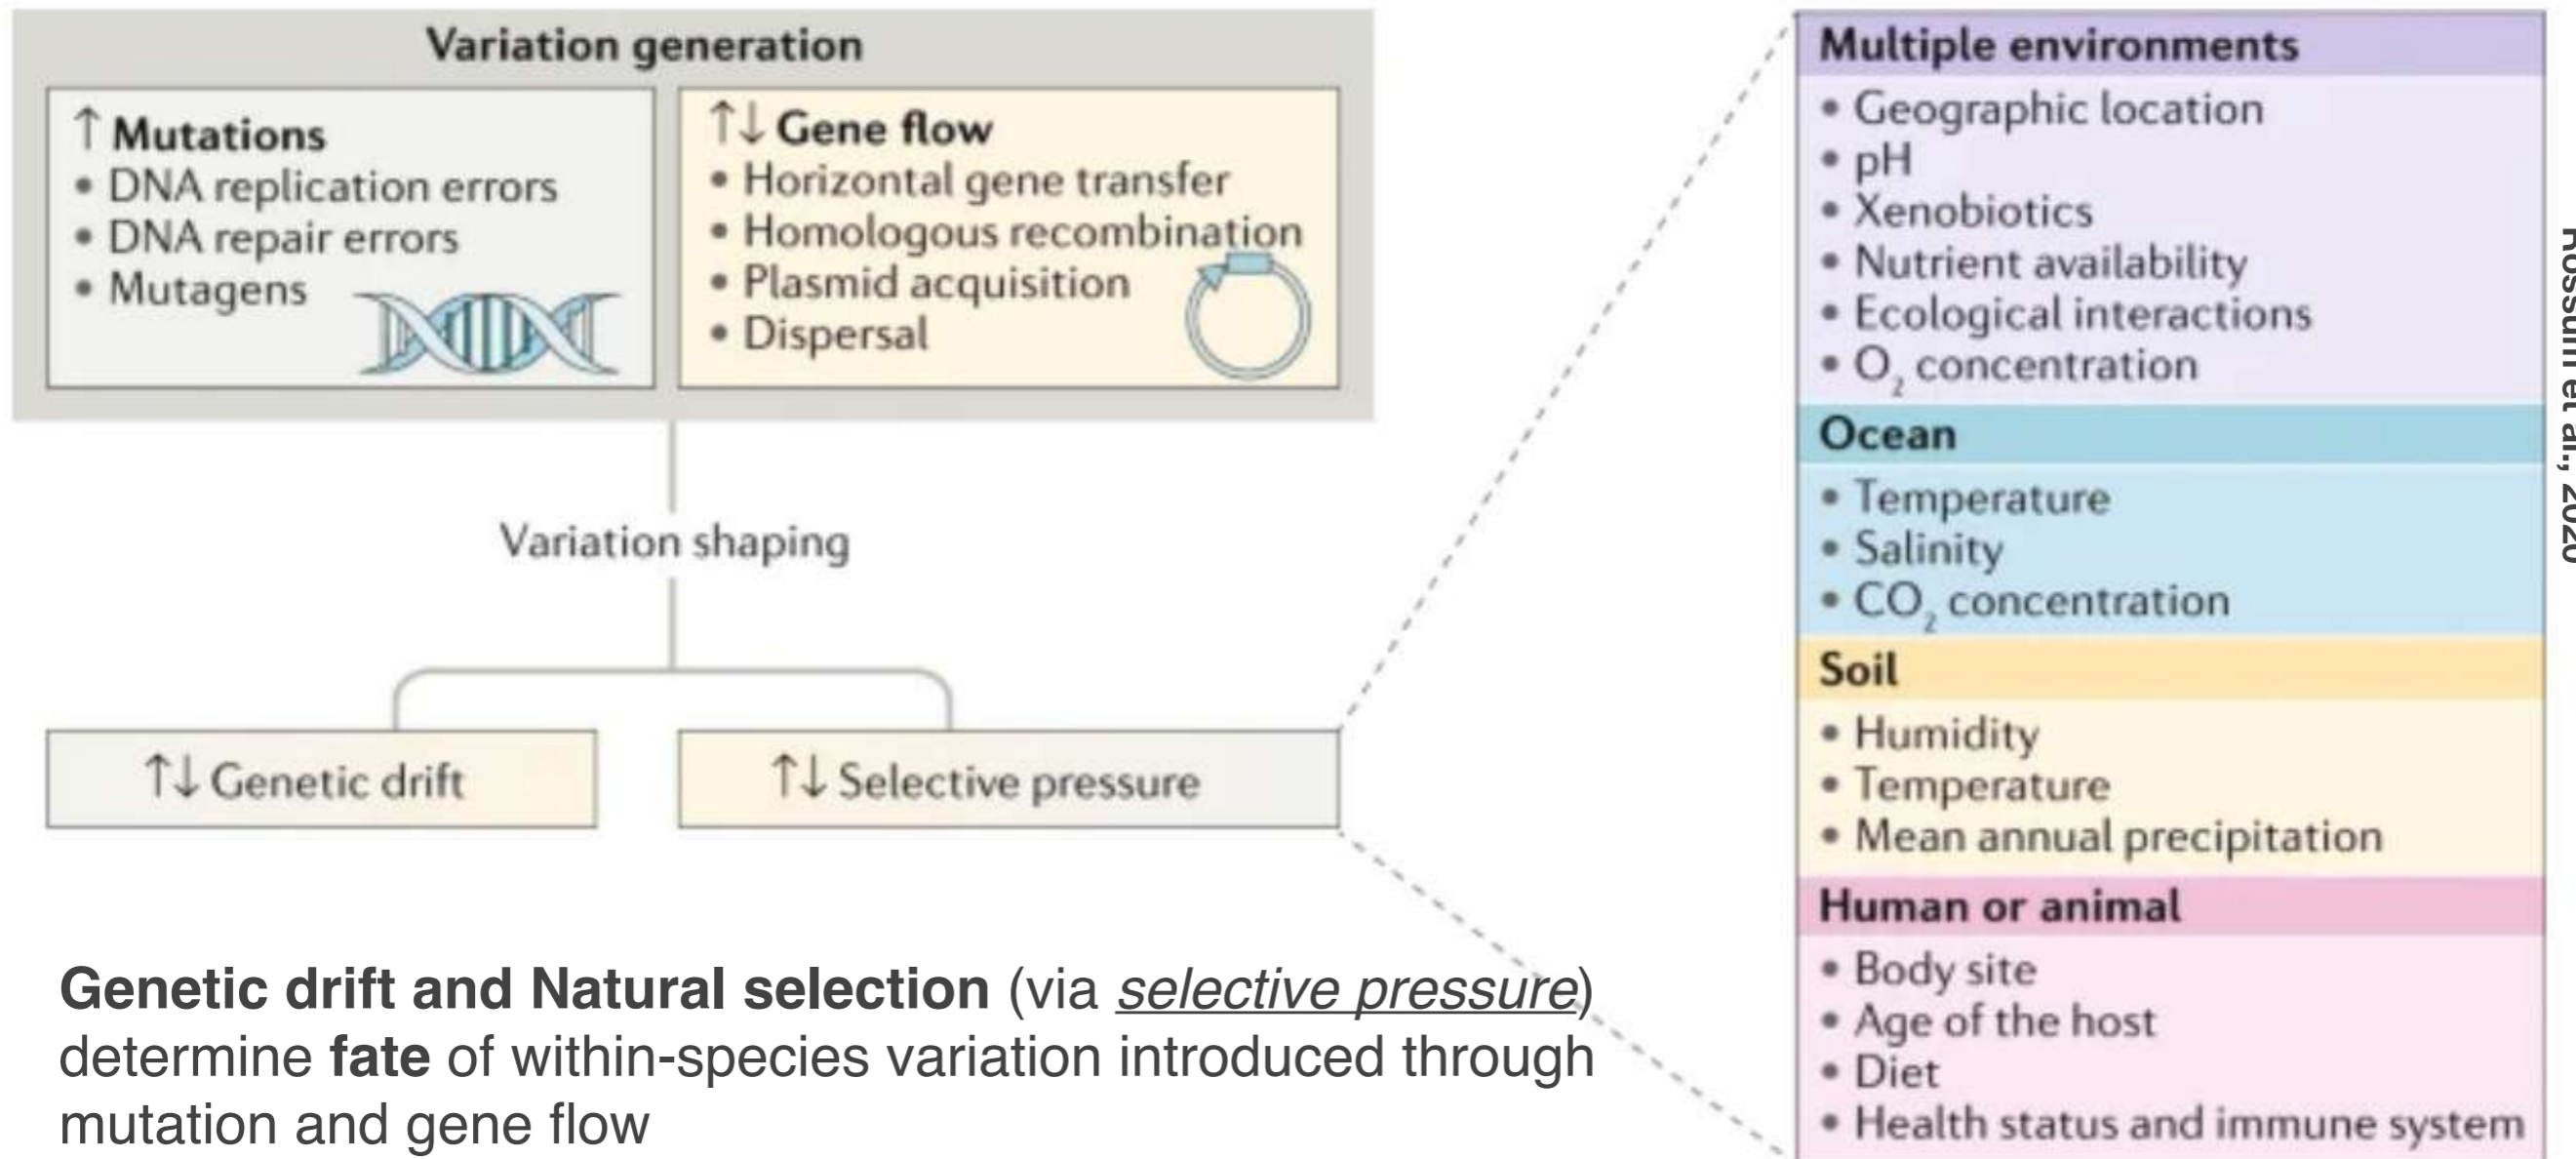 Variation generation
↑ Mutations
• DNA replication errors
• DNA repair errors
• Mutagens
↑↓ Gene flow
• Horizontal gene transfer
• Homologous recombination
• Plasmid acquisition
• Dispersal
Variation shaping
↑↓ Genetic drift
↑↓ Selective pressure
Genetic drift and Natural selection (via selective pressure)
determine fate of within-species variation introduced through
mutation and gene flow
Multiple environments
• Geographic location
• pH
• Xenobiotics
• Nutrient availability
• Ecological interactions
• O₂ concentration
Ocean
• Temperature
• Salinity
• CO₂ concentration
Soil
• Humidity
• Temperature
• Mean annual precipitation
Human or animal
• Body site
• Age of the host
• Diet
• Health status and immune system
Rossum et al., 2020